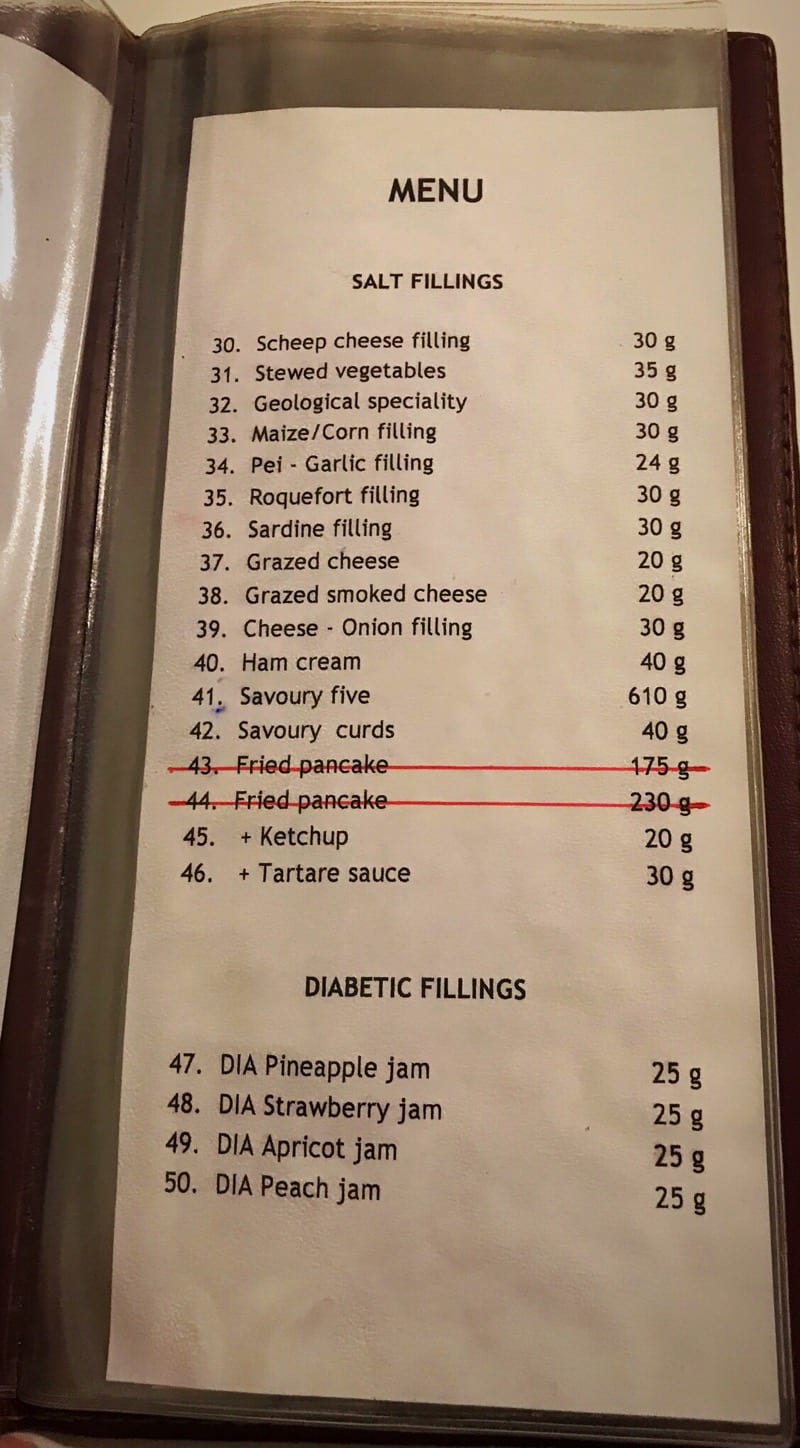 MENU
SALT FILLINGS
30. Scheep cheese filling 30 g
31. Stewed vegetables 35 g
32. Geological speciality 30 g
33. Maize/Corn filling 30 g
34. Pei - Garlic filling 24 g
35. Roquefort filling 30 g
36. Sardine filling 30 g
37. Grazed cheese 20 g
38. Grazed smoked cheese 20 g
39. Cheese - Onion filling 30 g
40. Ham cream 40 g
41. Savoury five 610 g
42. Savoury curds 40 g
43. Fried pancake 175 g
44. Fried pancake 230 g
45. + Ketchup 20 g
46. + Tartare sauce 30 g
DIABETIC FILLINGS
47. DIA Pineapple jam 25 g
48. DIA Strawberry jam 25 g
49. DIA Apricot jam 25 g
50. DIA Peach jam 25 g